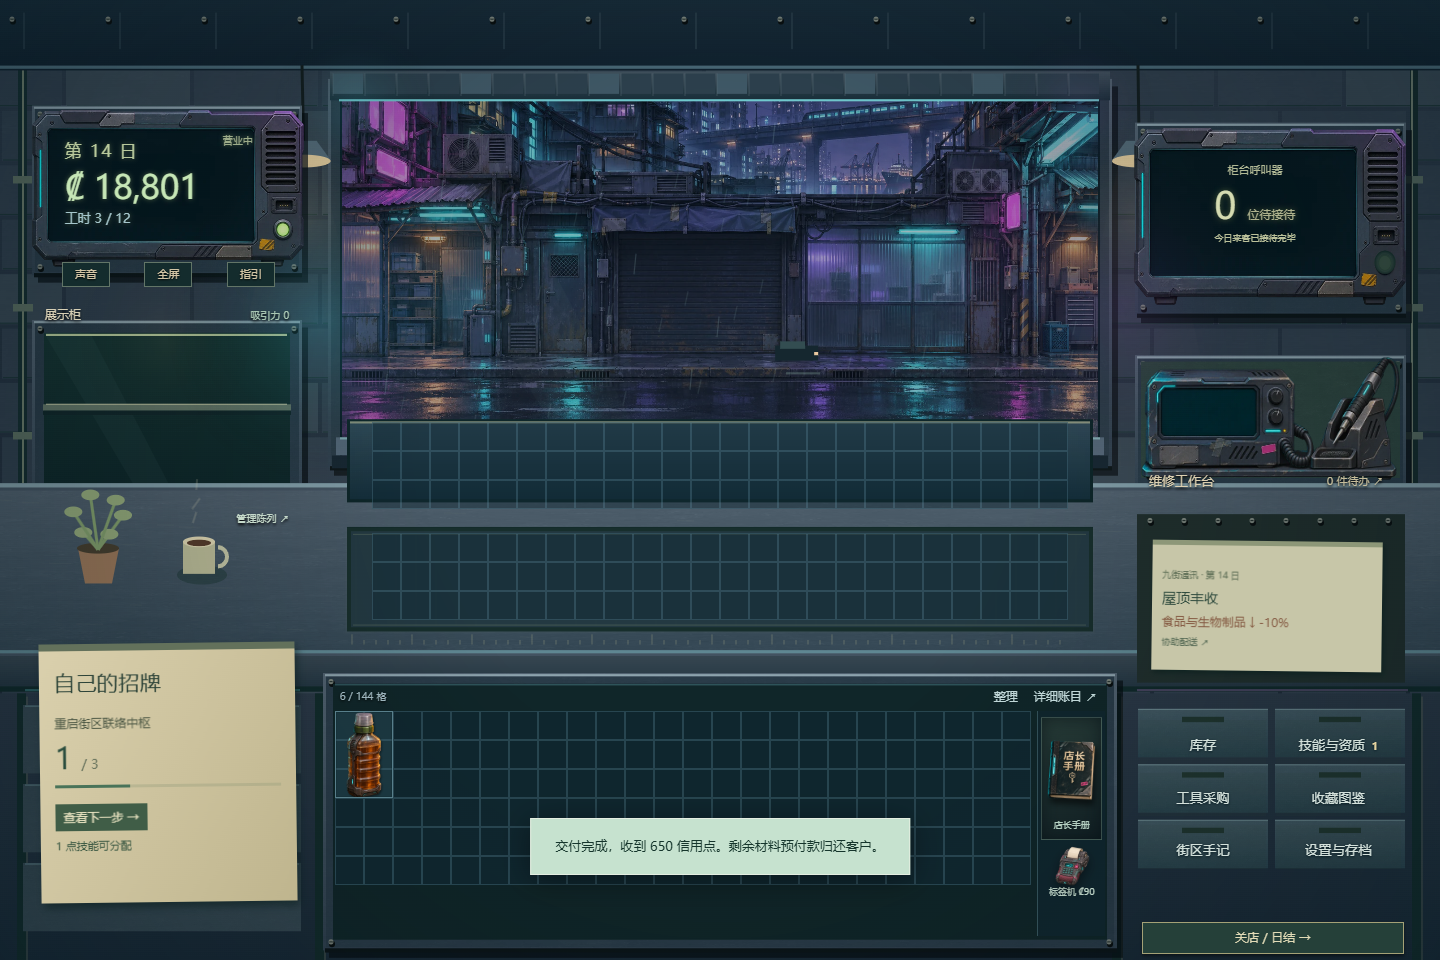 第 14 日
营业中
₡ 18,801
工时 3 / 12
声音
全屏
指引
展示柜
吸引力 0
管理陈列 ↗
柜台呼叫器
0 位待接待
今日来客已接待完毕
维修工作台
0 件待办 ↗
九街通讯 · 第 14 日
屋顶丰收
食品与生物制品 ↓ -10%
协助配送 ↗
自己的招牌
重启街区联络中枢
1 / 3
查看下一步 →
1 点技能可分配
6 / 144 格
整理
详细账目 ↗
店长手册
店长手册
标签机 ₡90
交付完成，收到 650 信用点。剩余材料预付款归还客户。
库存
技能与资质 1
工具采购
收藏图鉴
街区手记
设置与存档
关店 / 日结 →